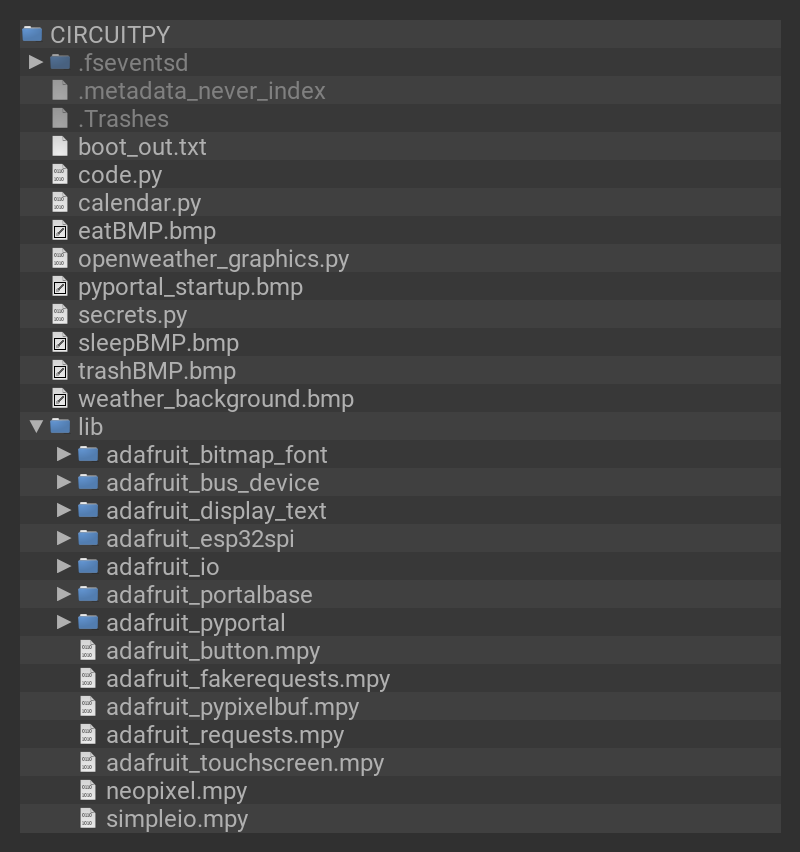 CIRCUITPY
.fseventsd
.metadata_never_index
.Trashes
boot_out.txt
code.py
calendar.py
eatBMP.bmp
openweather_graphics.py
pyportal_startup.bmp
secrets.py
sleepBMP.bmp
trashBMP.bmp
weather_background.bmp
lib
adafruit_bitmap_font
adafruit_bus_device
adafruit_display_text
adafruit_esp32spi
adafruit_io
adafruit_portalbase
adafruit_pyportal
adafruit_button.mpy
adafruit_fakerequests.mpy
adafruit_pypixelbuf.mpy
adafruit_requests.mpy
adafruit_touchscreen.mpy
neopixel.mpy
simpleio.mpy